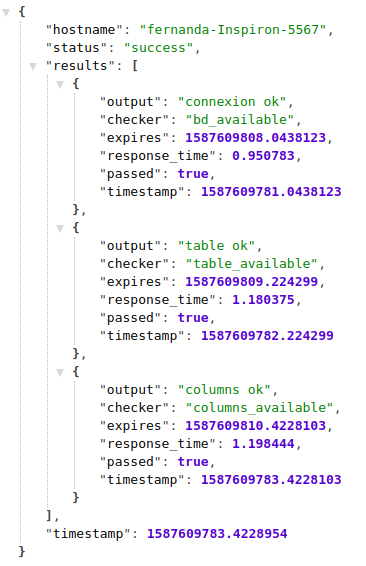 {
"hostname": "fernanda-Inspiron-5567",
"status": "success",
"results": [
{
"output": "connexion ok",
"checker": "bd_available",
"expires": 1587609808.0438123,
"response_time": 0.950783,
"passed": true,
"timestamp": 1587609781.0438123
},
{
"output": "table ok",
"checker": "table_available",
"expires": 1587609809.224299,
"response_time": 1.180375,
"passed": true,
"timestamp": 1587609782.224299
},
{
"output": "columns ok",
"checker": "columns_available",
"expires": 1587609810.4228103,
"response_time": 1.198444,
"passed": true,
"timestamp": 1587609783.4228103
}
],
"timestamp": 1587609783.4228954
}